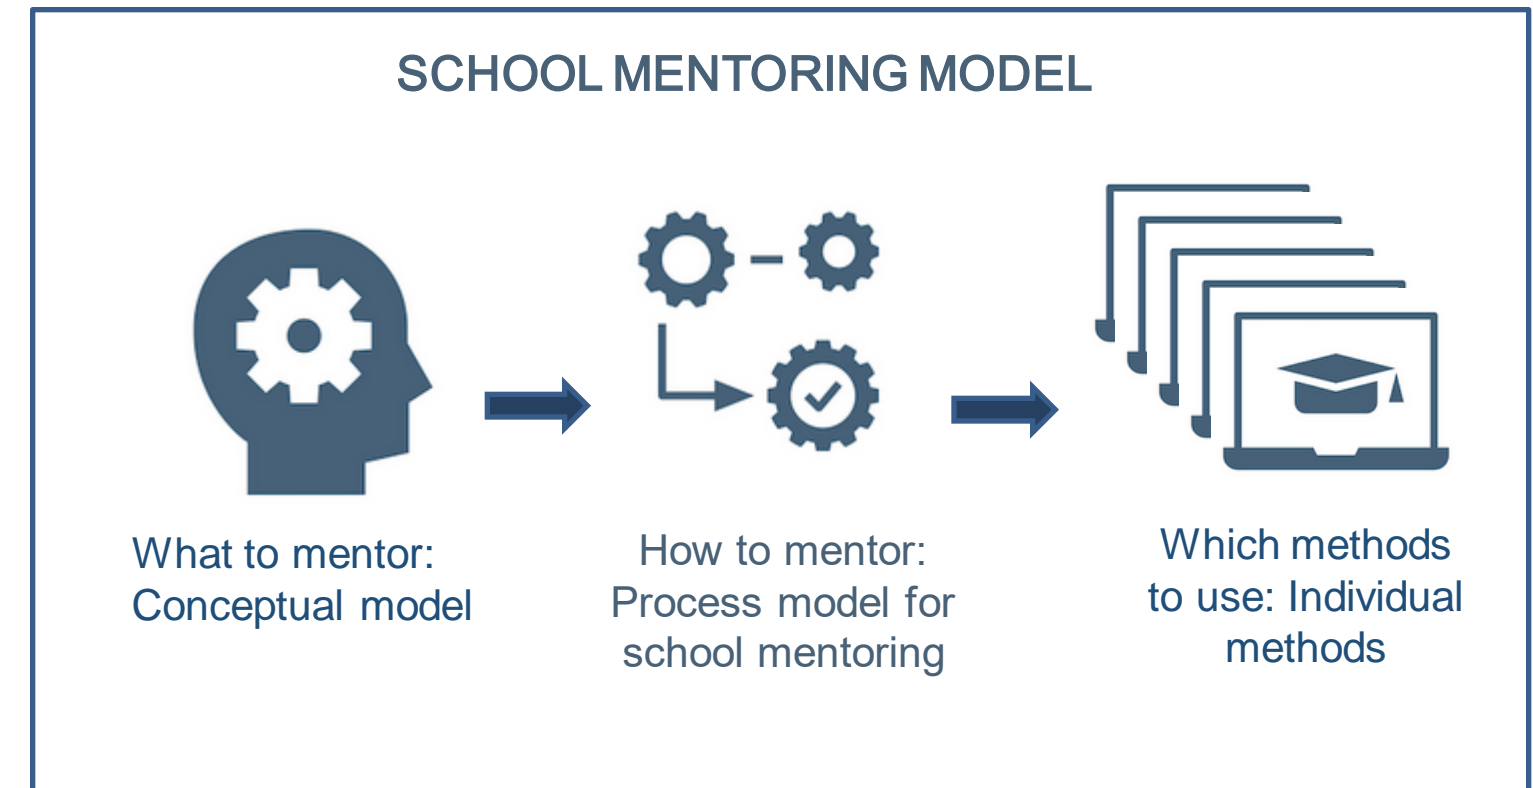 SCHOOL MENTORING MODEL
What to mentor:
Conceptual model
How to mentor:
Process model for
school mentoring
Which methods
to use: Individual
methods